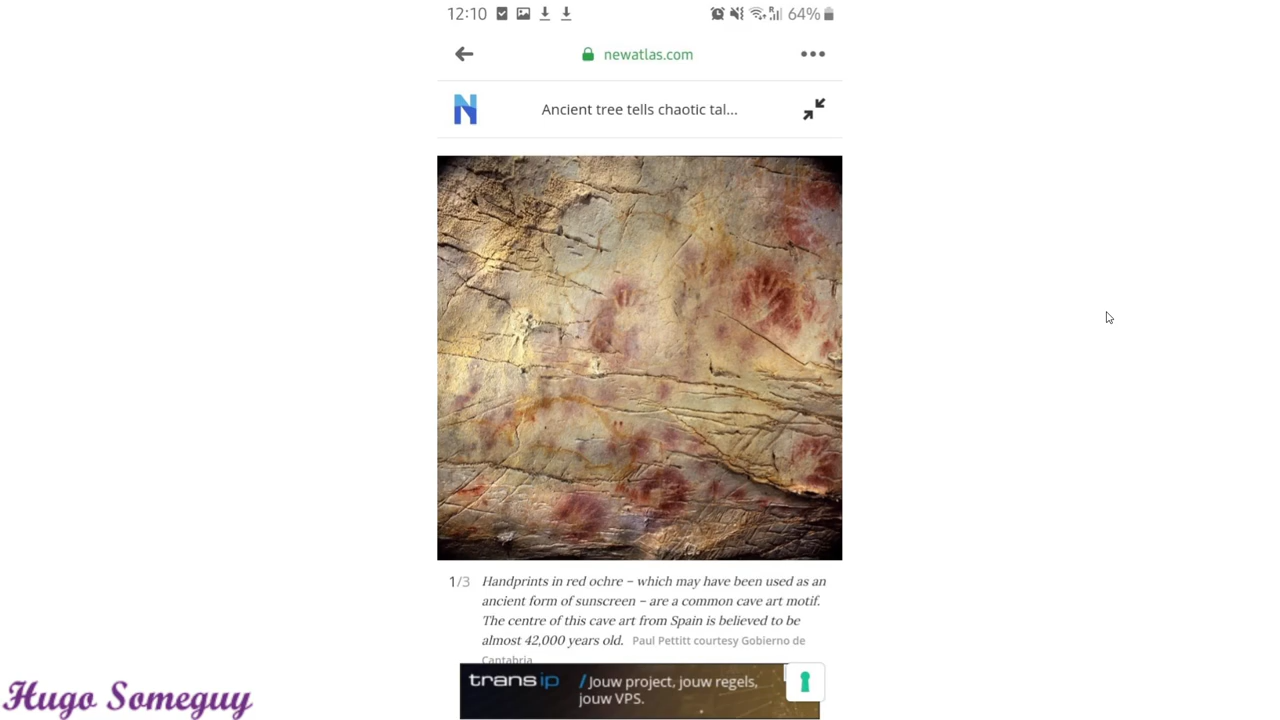 12:10
64%
newatlas.com
Ancient tree tells chaotic tal...
1/3
Handprints in red ochre – which may have been used as an
ancient form of sunscreen – are a common cave art motif.
The centre of this cave art from Spain is believed to be
almost 42,000 years old. Paul Pettitt courtesy Gobierno de
Cantabria
transip
/Jouw project, jouw regels,
jouw VPS.
Hugo Someguy